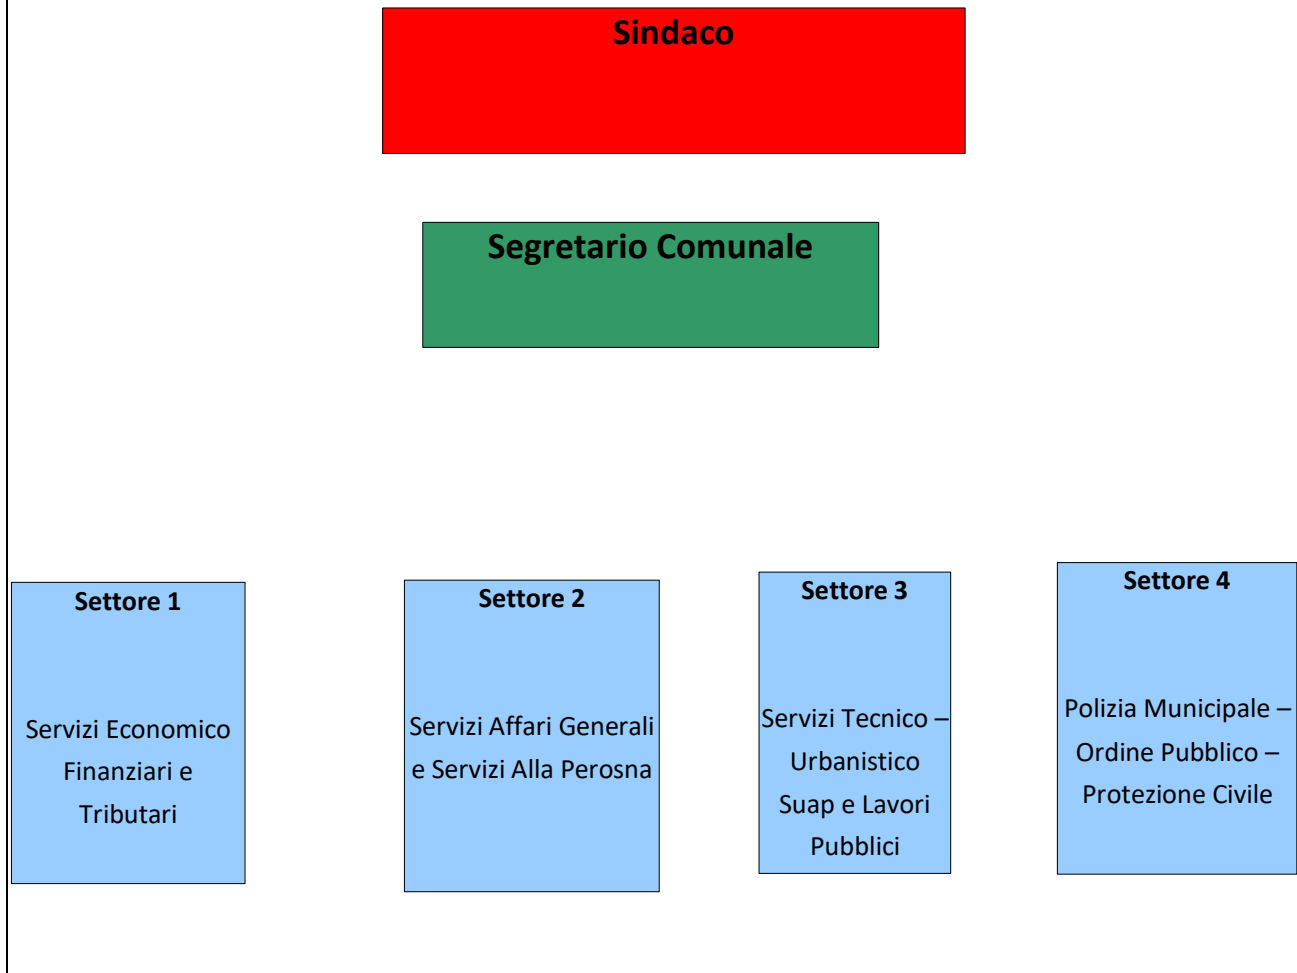 Sindaco
Segretario Comunale
Settore 1
Servizi Economico
Finanziari e
Tributari
Settore 2
Servizi Affari Generali
e Servizi Alla Perosna
Settore 3
Servizi Tecnico –
Urbanistico
Suap e Lavori
Pubblici
Settore 4
Polizia Municipale –
Ordine Pubblico –
Protezione Civile